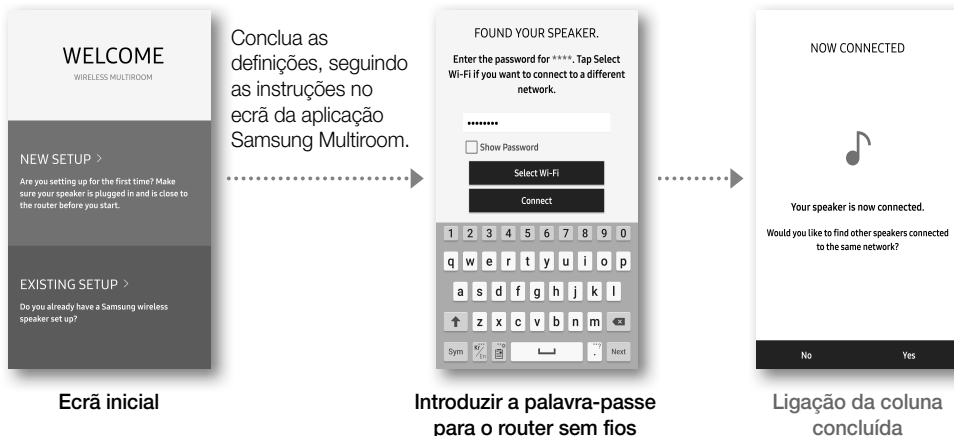 WELCOME
WIRELESS MULTIROOM
NEW SETUP >
Are you setting up for the first time? Make
sure your speaker is plugged in and is close to
the router before you start.
EXISTING SETUP >
Do you already have a Samsung wireless
speaker set up?
Ecrã inicial
Conclua as
definições, seguindo
as instruções no
ecrã da aplicação
Samsung Multiroom.
FOUND YOUR SPEAKER.
Enter the password for ****. Tap Select
Wi-Fi if you want to connect to a different
network.
••••••••
Show Password
Select Wi-Fi
Connect
1 2 3 4 5 6 7 8 9 0
q w e r t y u i o p
a s d f g h j k l
z x c v b n m
Sym . Next
Introduzir a palavra-passe
para o router sem fios
NOW CONNECTED
Your speaker is now connected.
Would you like to find other speakers connected
to the same network?
No Yes
Ligação da coluna
concluída